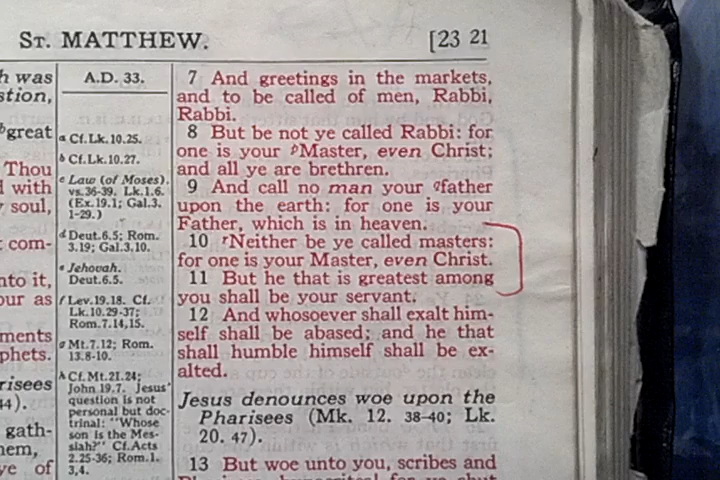 ST. MATTHEW. [23 21
h was
stion,
great
Thou
d with
soul,
t com-
nto it,
our as
ments
phets.
risees
44).
gath-
hem,
ye of
A.D. 33.
a Cf.Lk.10.25.
b Cf.Lk.10.27.
c Law (of Moses).
vs.36-39. Lk.1.6.
(Ex.19.1; Gal.3.
1-29.)
d Deut.6.5; Rom.
3.19; Gal.3.10.
e Jehovah.
Deut.6.5.
f Lev.19.18. Cf.
Lk.10.29-37;
Rom.7.14,15.
g Mt.7.12; Rom.
13.8-10.
h Cf.Mt.21.24;
John 19.7. Jesus'
question is not
personal but doc-
trinal: "Whose
son is the Mes-
siah?" Cf.Acts
2.25-36; Rom.1.
3,4.
7 And greetings in the markets,
and to be called of men, Rabbi,
Rabbi.
8 But be not ye called Rabbi: for
one is your pMaster, even Christ;
and all ye are brethren.
9 And call no man your qfather
upon the earth: for one is your
Father, which is in heaven.
10 rNeither be ye called masters:
for one is your Master, even Christ.
11 But he that is greatest among
you shall be your servant.
12 And whosoever shall exalt him-
self shall be abased; and he that
shall humble himself shall be ex-
alted.
Jesus denounces woe upon the
Pharisees (Mk. 12. 38-40; Lk.
20. 47).
13 But woe unto you, scribes and